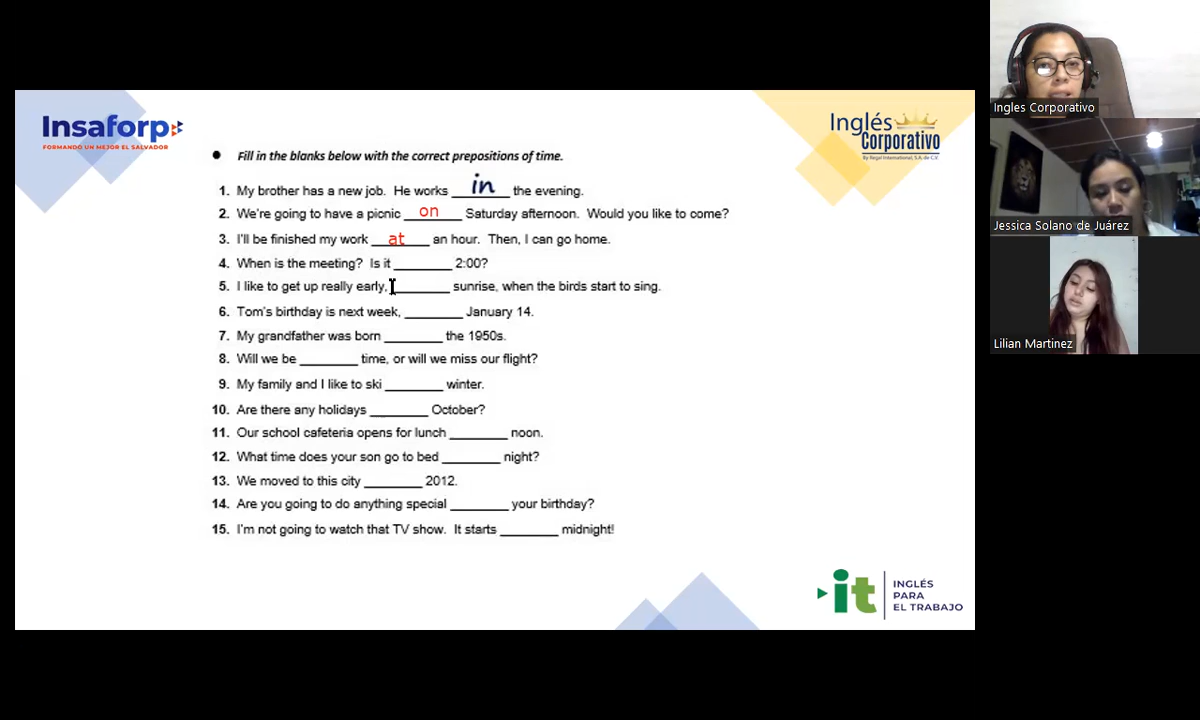 Insaforp
FORMANDO UN MEJOR EL SALVADOR
Inglés
Corporativo
By Regal International, S.A. de C.V.
● Fill in the blanks below with the correct prepositions of time.
1. My brother has a new job. He works in the evening.
2. We're going to have a picnic on Saturday afternoon. Would you like to come?
3. I'll be finished my work at an hour. Then, I can go home.
4. When is the meeting? Is it ________ 2:00?
5. I like to get up really early, ________ sunrise, when the birds start to sing.
6. Tom's birthday is next week, ________ January 14.
7. My grandfather was born ________ the 1950s.
8. Will we be ________ time, or will we miss our flight?
9. My family and I like to ski ________ winter.
10. Are there any holidays ________ October?
11. Our school cafeteria opens for lunch ________ noon.
12. What time does your son go to bed ________ night?
13. We moved to this city ________ 2012.
14. Are you going to do anything special ________ your birthday?
15. I'm not going to watch that TV show. It starts ________ midnight!
it
INGLÉS
PARA
EL TRABAJO
Ingles Corporativo
Jessica Solano de Juárez
Lilian Martinez